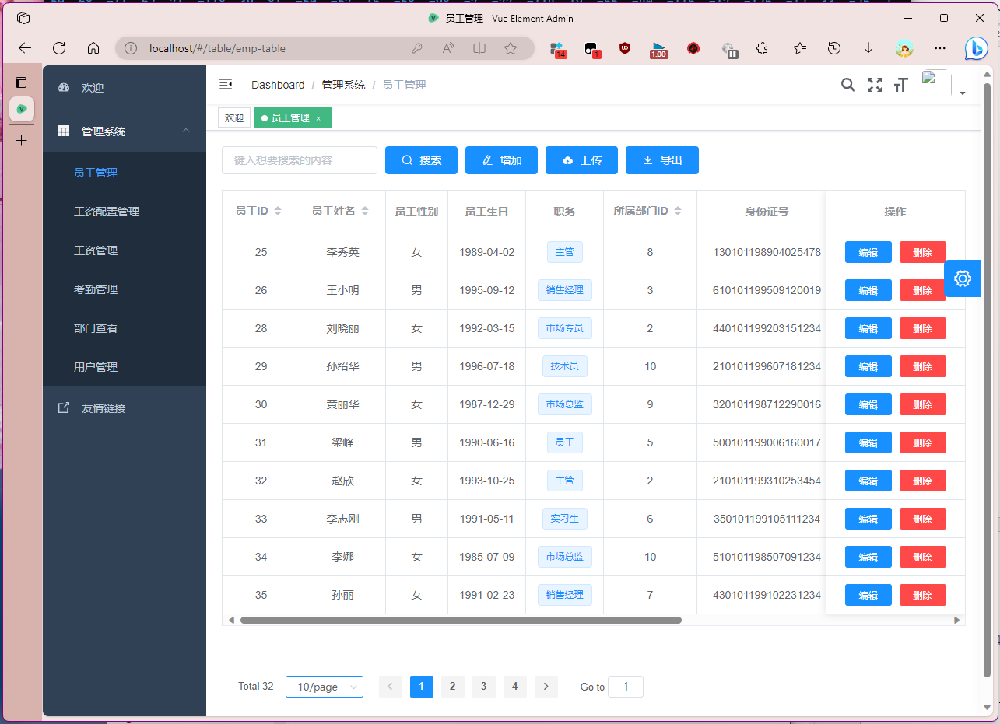 员工管理 - Vue Element Admin
localhost/#/table/emp-table
14
1
1.00
欢迎
管理系统
员工管理
工资配置管理
工资管理
考勤管理
部门查看
用户管理
友情链接
Dashboard / 管理系统 / 员工管理
欢迎 员工管理 ×
键入想要搜索的内容 搜索 增加 上传 导出
员工ID 员工姓名 员工性别 员工生日 职务 所属部门ID 身份证号 操作
25 李秀英 女 1989-04-02 主管 8 130101198904025478 编辑 删除
26 王小明 男 1995-09-12 销售经理 3 610101199509120019 编辑 删除
28 刘晓丽 女 1992-03-15 市场专员 2 440101199203151234 编辑 删除
29 孙绍华 男 1996-07-18 技术员 10 210101199607181234 编辑 删除
30 黄丽华 女 1987-12-29 市场总监 9 320101198712290016 编辑 删除
31 梁峰 男 1990-06-16 员工 5 500101199006160017 编辑 删除
32 赵欣 女 1993-10-25 主管 2 210101199310253454 编辑 删除
33 李志刚 男 1991-05-11 实习生 6 350101199105111234 编辑 删除
34 李娜 女 1985-07-09 市场总监 10 510101198507091234 编辑 删除
35 孙丽 女 1991-02-23 销售经理 7 430101199102231234 编辑 删除
Total 32 10/page 1 2 3 4 Go to 1